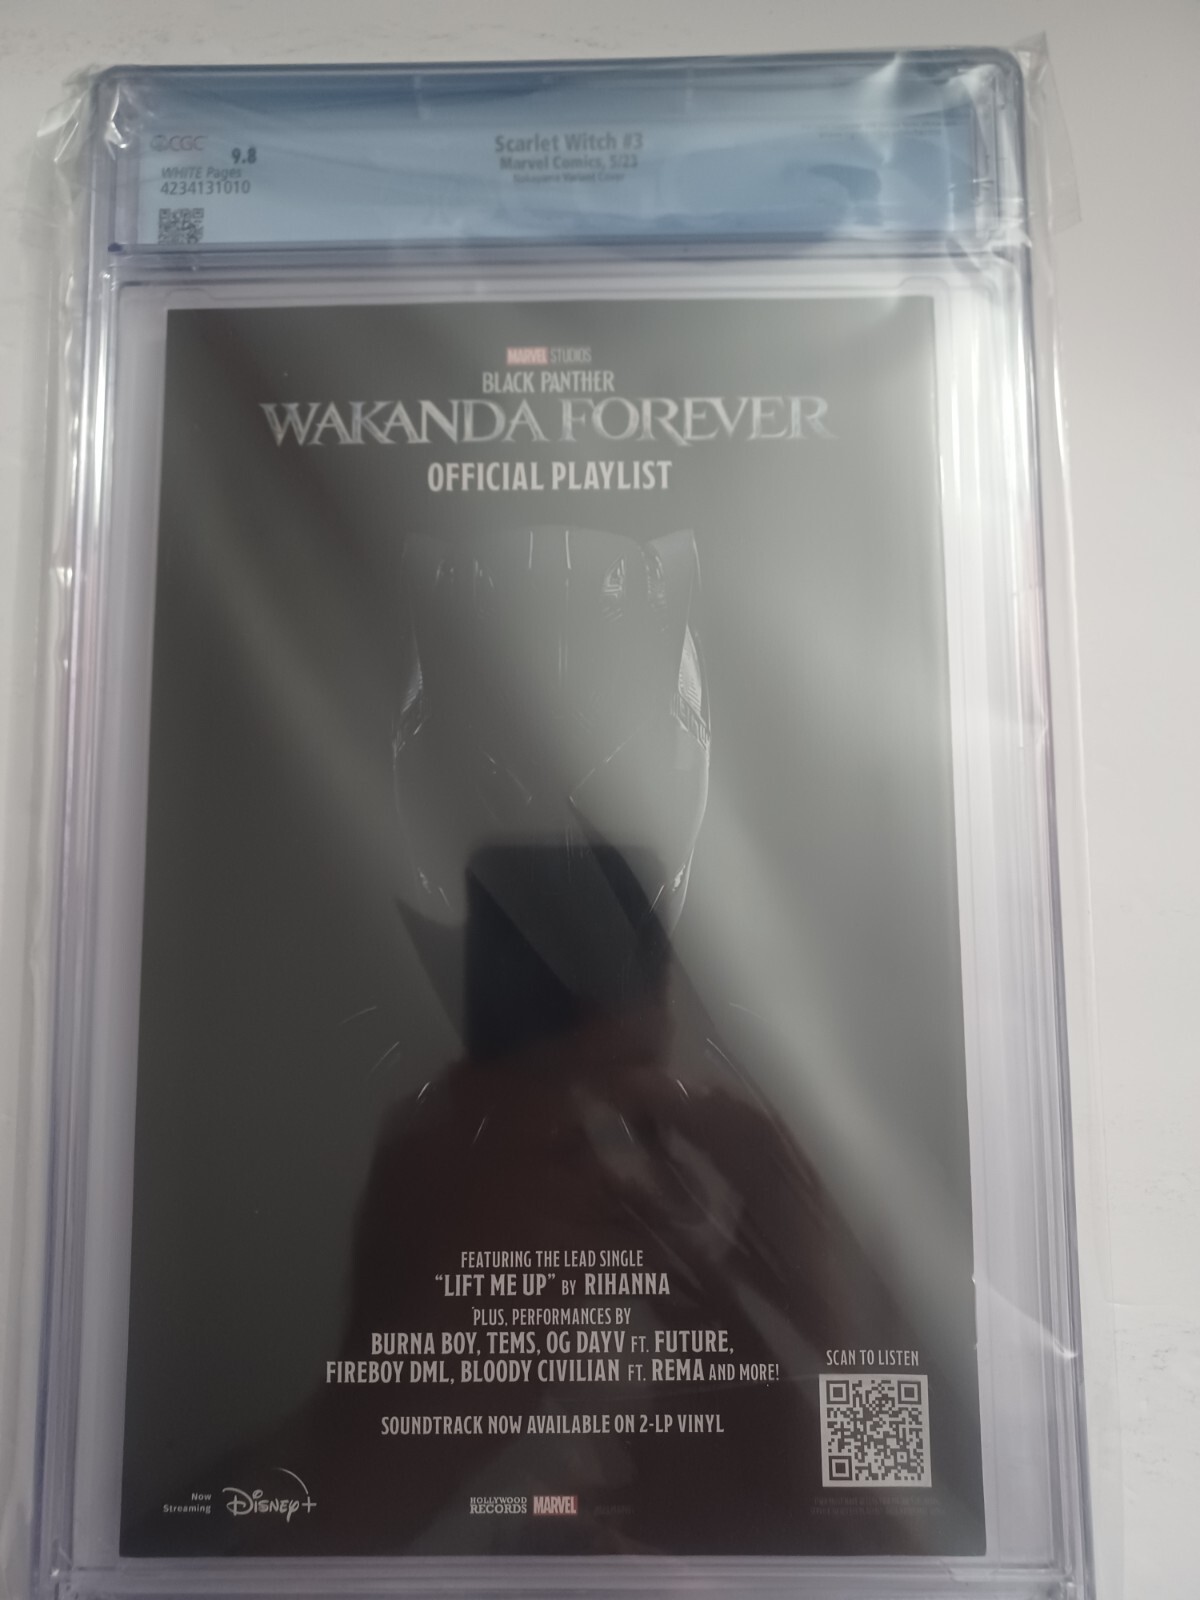 CGC
9.8
WHITE Pages
4234131010
Scarlet Witch #3
Marvel Comics, 5/23
Nakayama Variant Cover
MARVEL STUDIOS
BLACK PANTHER
WAKANDA FOREVER
OFFICIAL PLAYLIST
FEATURING THE LEAD SINGLE
“LIFT ME UP” BY RIHANNA
PLUS, PERFORMANCES BY
BURNA BOY, TEMS, OG DAYV FT. FUTURE,
FIREBOY DML, BLOODY CIVILIAN FT. REMA AND MORE!
SOUNDTRACK NOW AVAILABLE ON 2-LP VINYL
SCAN TO LISTEN
Now
Streaming
Disney+
HOLLYWOOD
RECORDS
MARVEL